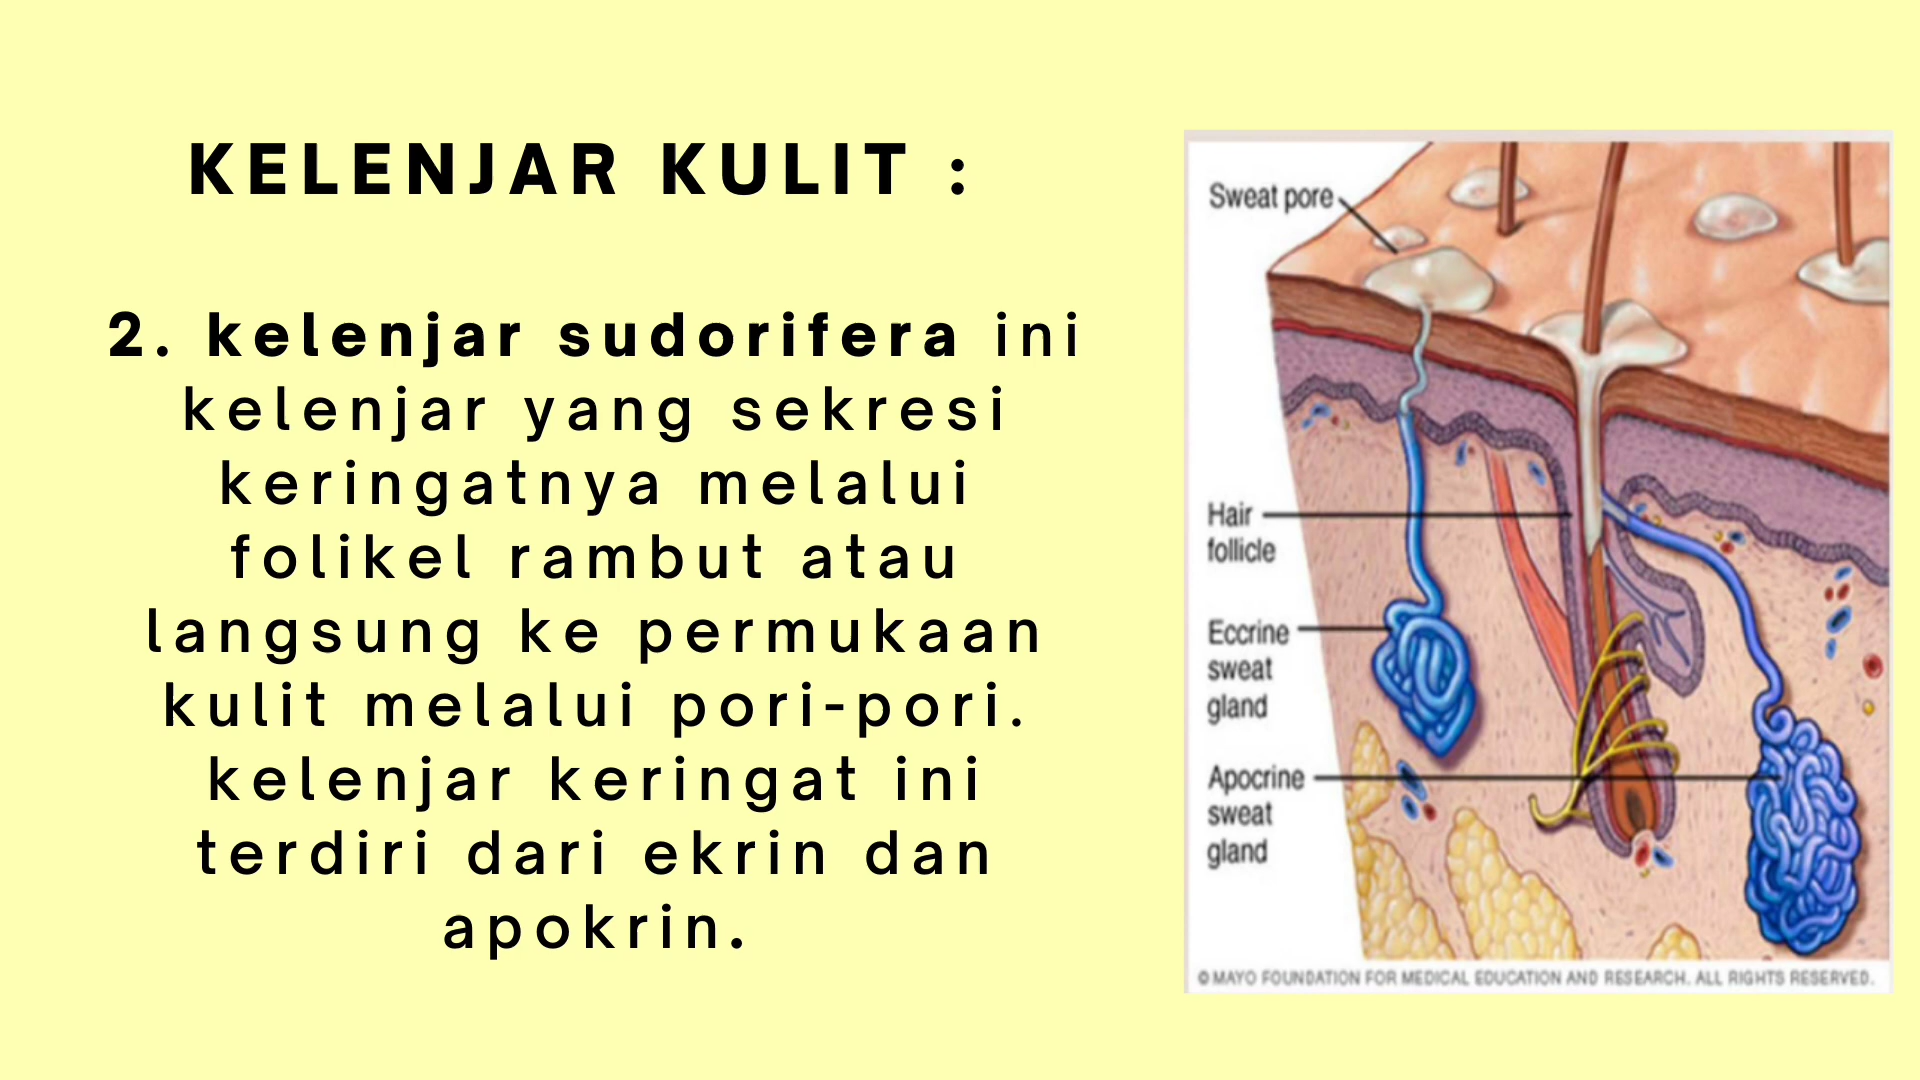 KELENJAR KULIT :
2. kelenjar sudorifera ini
kelenjar yang sekresi
keringatnya melalui
folikel rambut atau
langsung ke permukaan
kulit melalui pori-pori.
kelenjar keringat ini
terdiri dari ekrin dan
apokrin.
Sweat pore
Hair
follicle
Eccrine
sweat
gland
Apocrine
sweat
gland
© MAYO FOUNDATION FOR MEDICAL EDUCATION AND RESEARCH. ALL RIGHTS RESERVED.